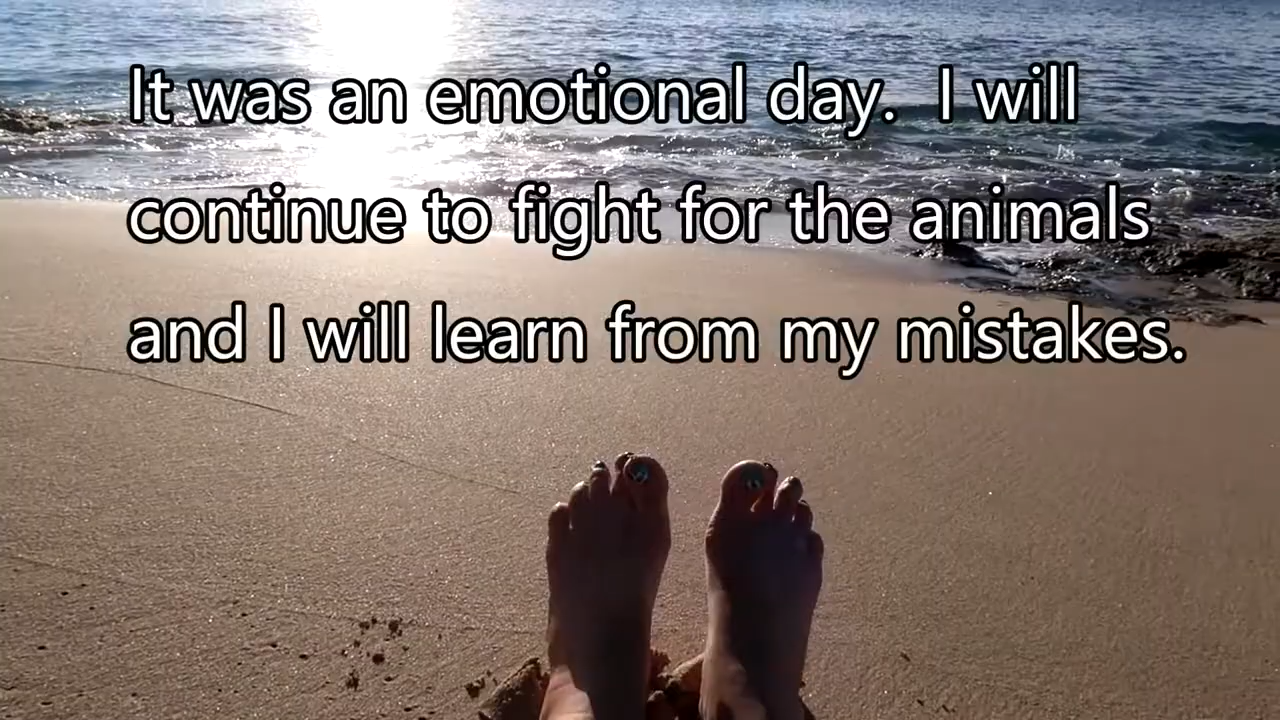 It was an emotional day.  I will
continue to fight for the animals
and I will learn from my mistakes.